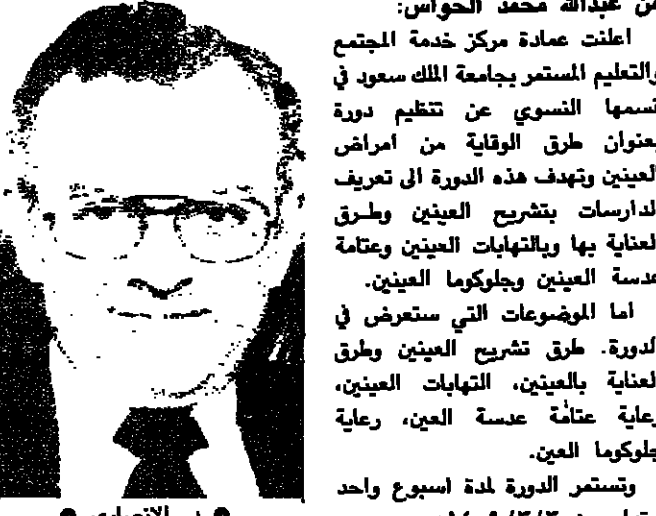 من عبدالله محمد الحواس:
اعلنت عمادة مركز خدمة المجتمع
والتعليم المستمر بجامعة الملك سعود في
قسمها النسوي عن تنظيم دورة
بعنوان طرق الوقاية من امراض
العينين وتهدف هذه الدورة الى تعريف
الدارسات بتشريح العينين وطرق
العناية بها وبالتهابات العينين وعتامة
عدسة العينين وجلوكوما العينين.
اما الموضوعات التي ستعرض في
الدورة. طرق تشريح العينين وطرق
العناية بالعينين، التهابات العينين،
رعاية عتامة عدسة العين، رعاية
جلوكوما العين.
وتستمر الدورة لمدة اسبوع واحد
الانصاري